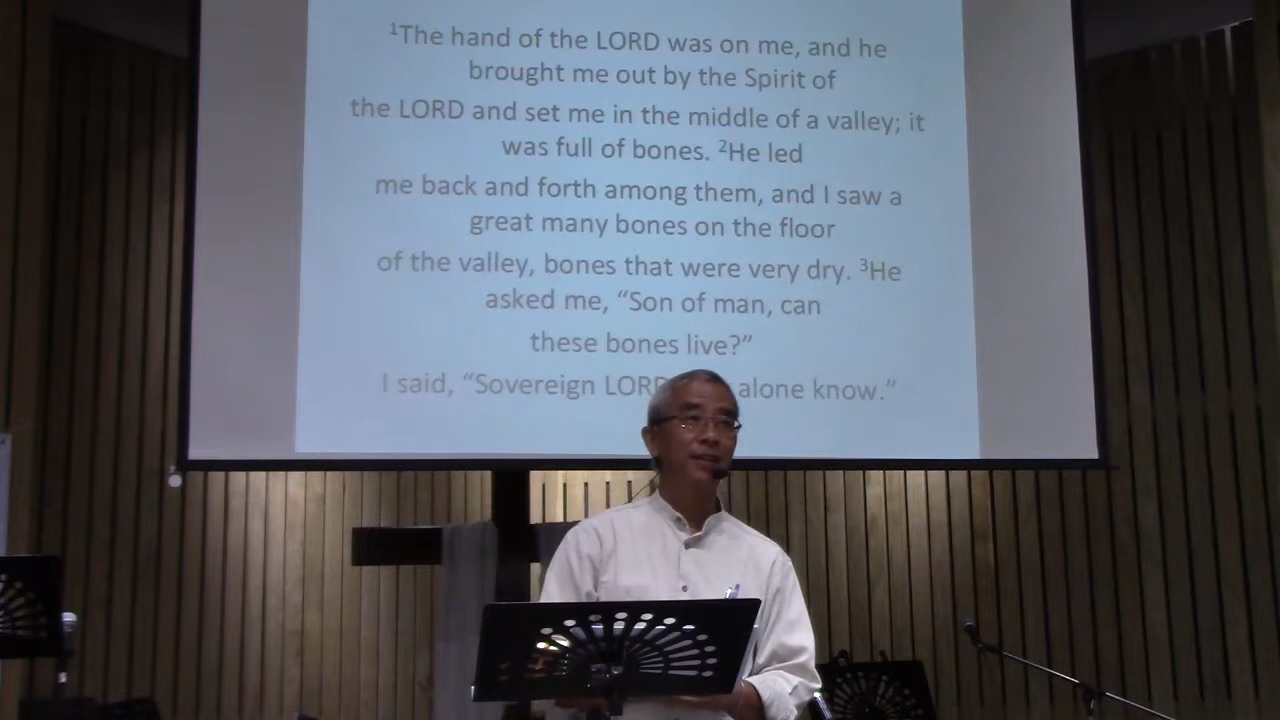 ¹The hand of the LORD was on me, and he
brought me out by the Spirit of
the LORD and set me in the middle of a valley; it
was full of bones. ²He led
me back and forth among them, and I saw a
great many bones on the floor
of the valley, bones that were very dry. ³He
asked me, “Son of man, can
these bones live?”
I said, “Sovereign LORD alone know.”